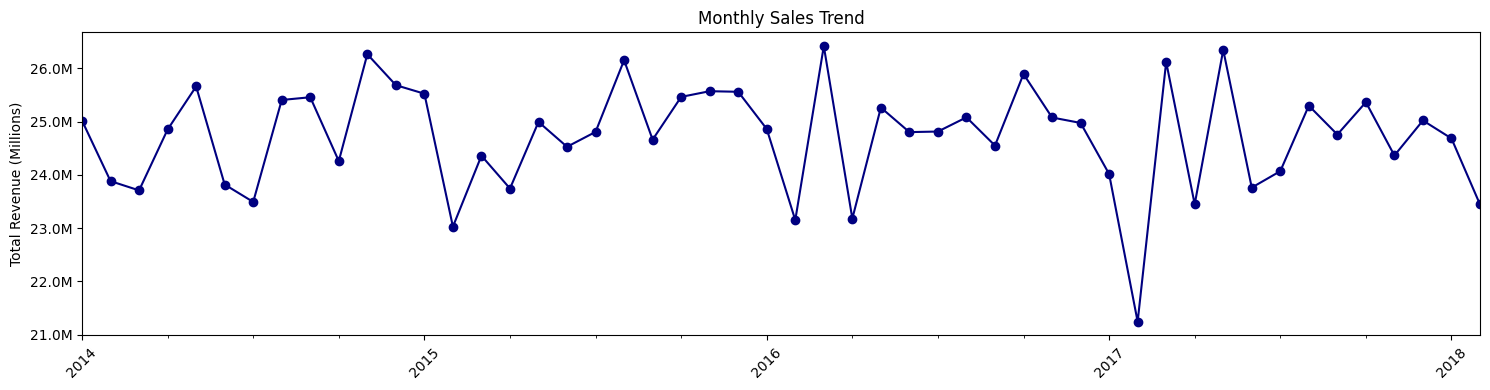 Monthly Sales Trend
Total Revenue (Millions)
26.0M
25.0M
24.0M
23.0M
22.0M
21.0M
2014
2015
2016
2017
2018